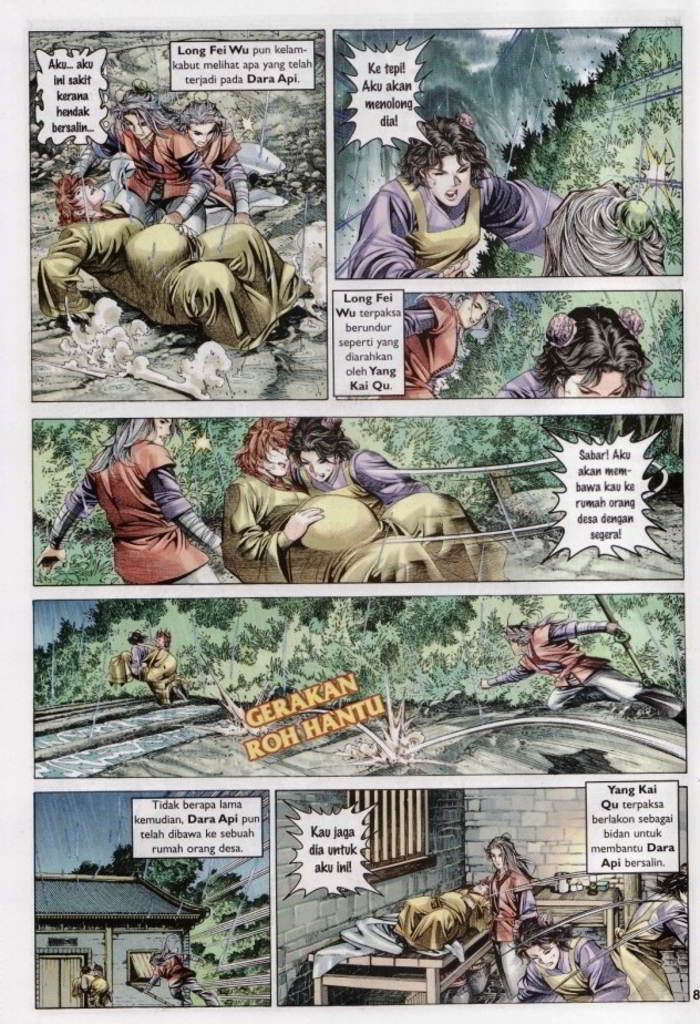 Aku... aku
ini sakit
kerana
hendak
bersalin...
Long Fei Wu pun kelam-
kabut melihat apa yang telah
terjadi pada Dara Api.
Ke tepi!
Aku akan
menolong
dia!
Long Fei
Wu terpaksa
berundur
seperti yang
diarahkan
oleh Yang
Kai Qu.
Sabar! Aku
akan mem-
bawa kau ke
rumah orang
desa dengan
segera!
GERAKAN
ROH HANTU
Tidak berapa lama
kemudian, Dara Api pun
telah dibawa ke sebuah
rumah orang desa.
Kau jaga
dia untuk
aku ini!
Yang Kai
Qu terpaksa
berlakon sebagai
bidan untuk
membantu Dara
Api bersalin.
8